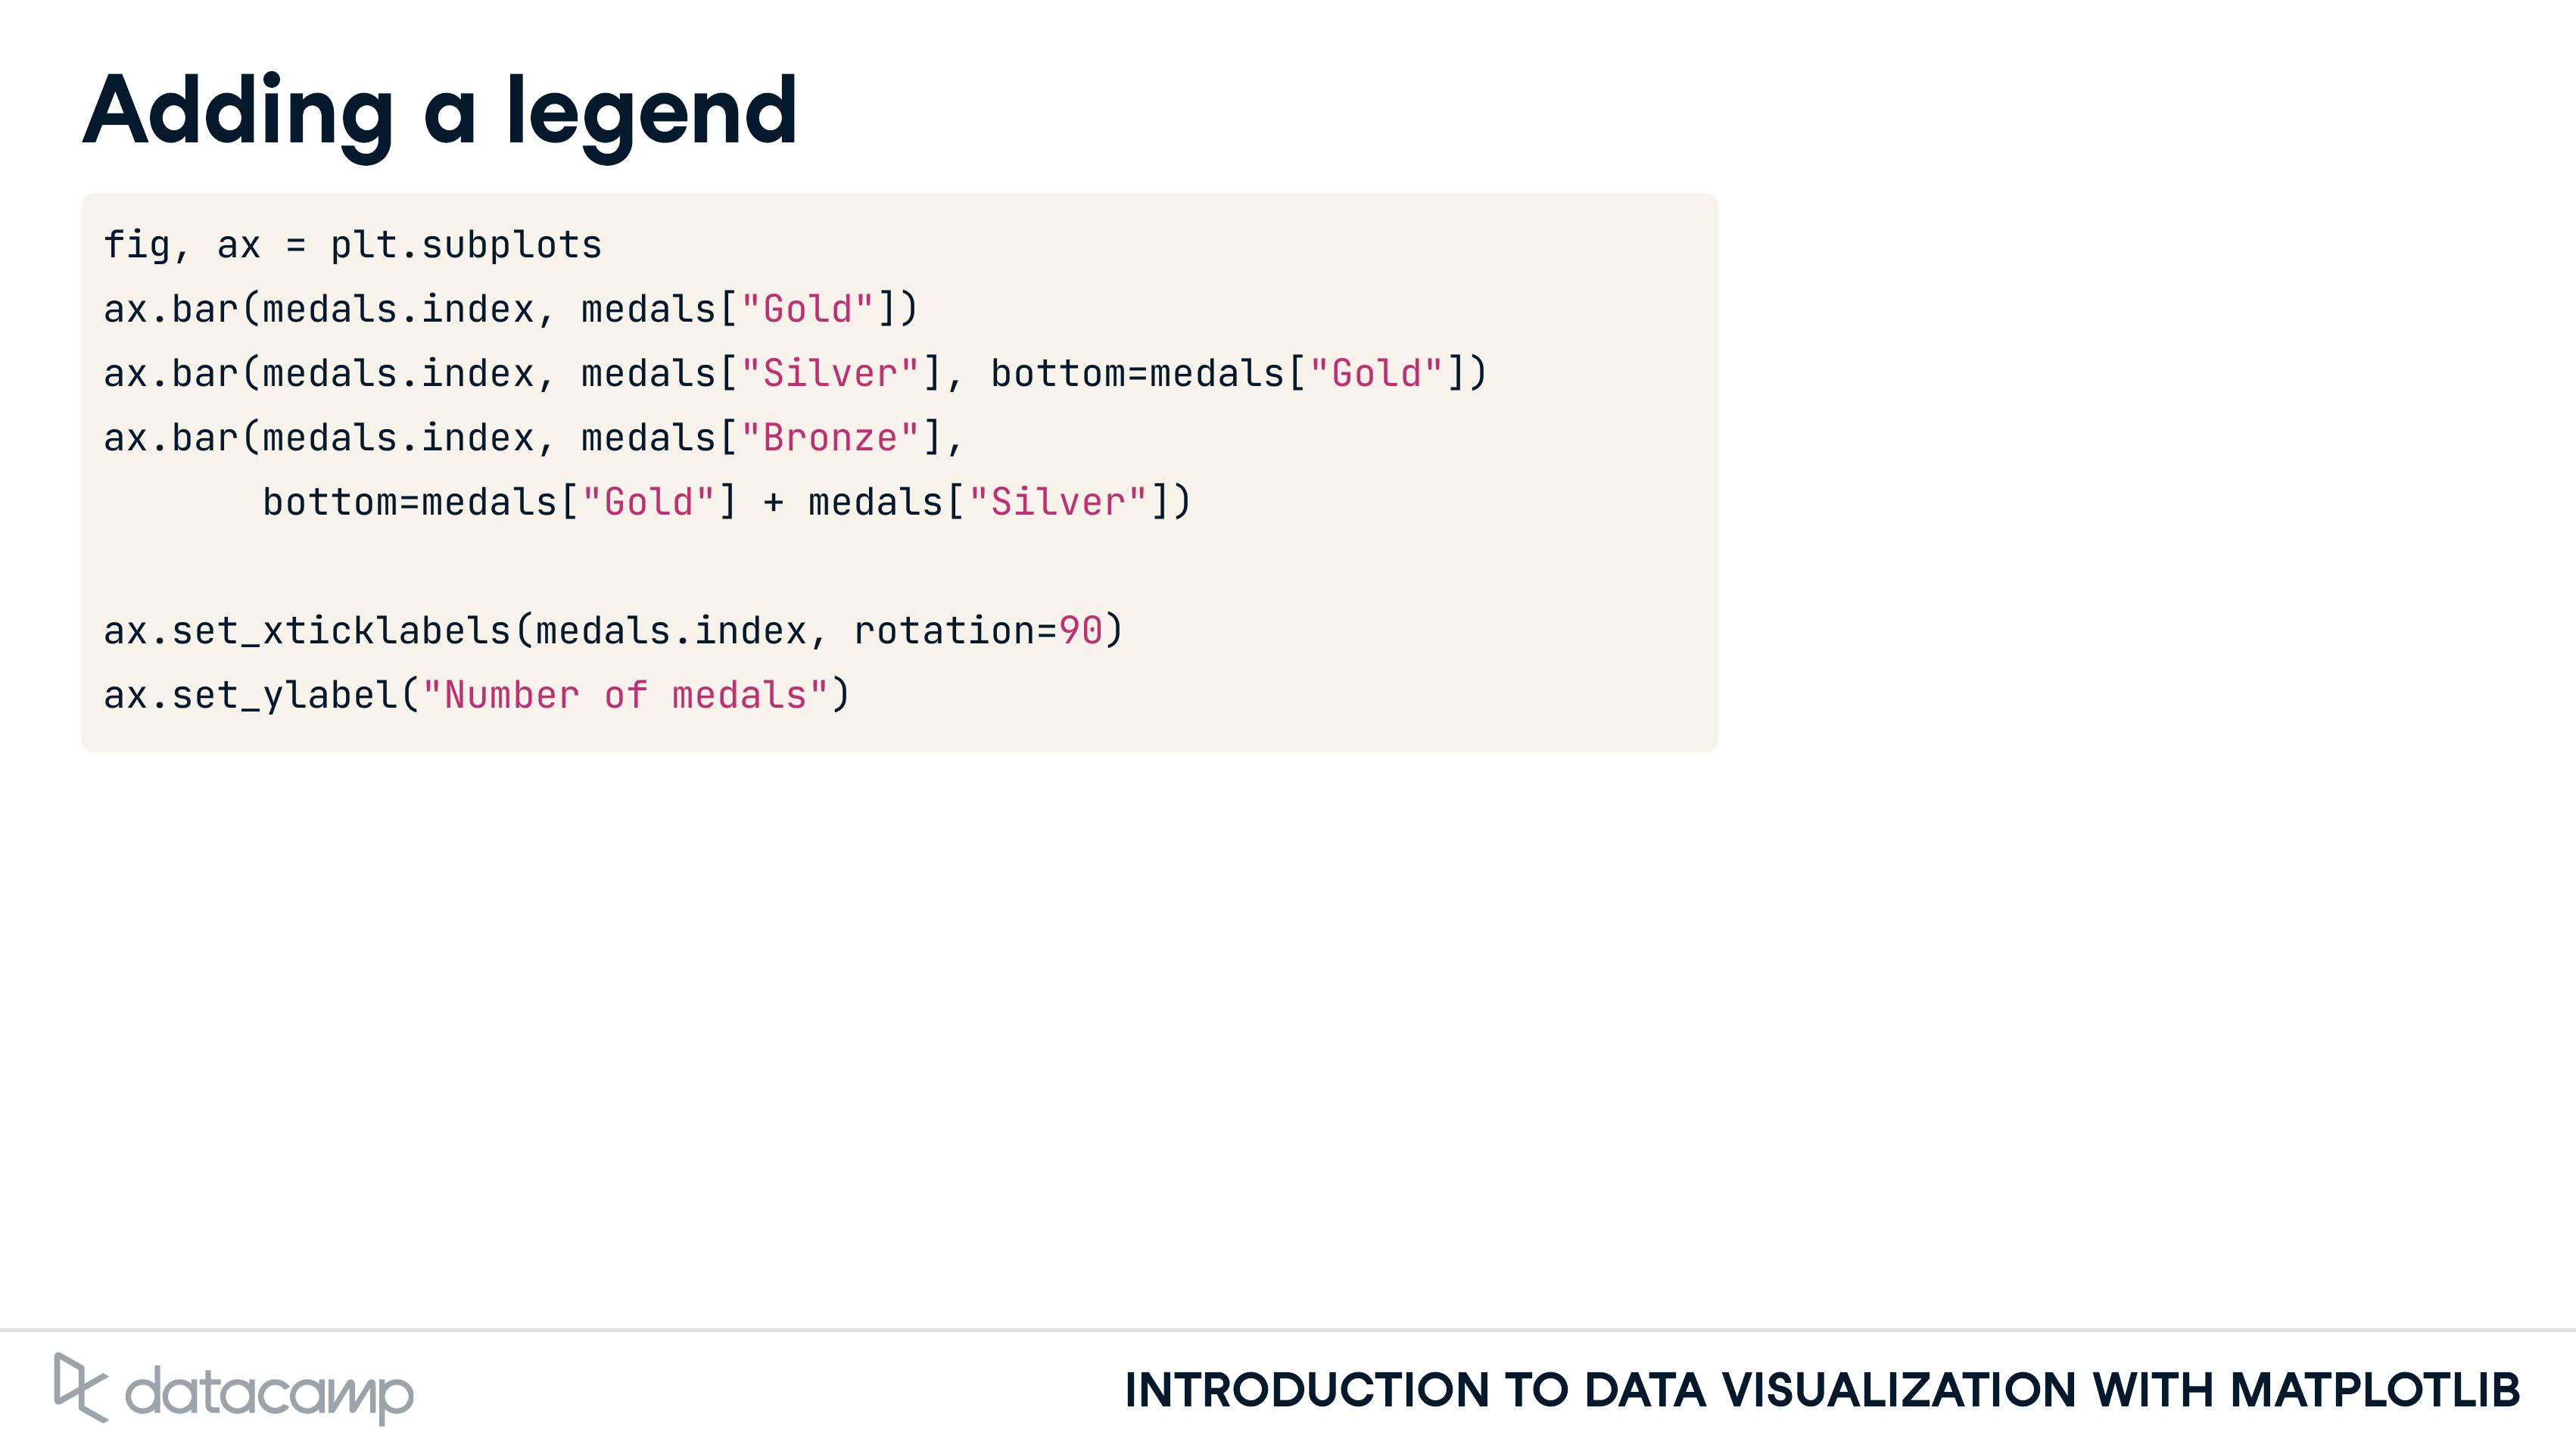 Adding a legend
fig, ax = plt.subplots
ax.bar(medals.index, medals["Gold"])
ax.bar(medals.index, medals["Silver"], bottom=medals["Gold"])
ax.bar(medals.index, medals["Bronze"],
       bottom=medals["Gold"] + medals["Silver"])
ax.set_xticklabels(medals.index, rotation=90)
ax.set_ylabel("Number of medals")
datacamp
INTRODUCTION TO DATA VISUALIZATION WITH MATPLOTLIB